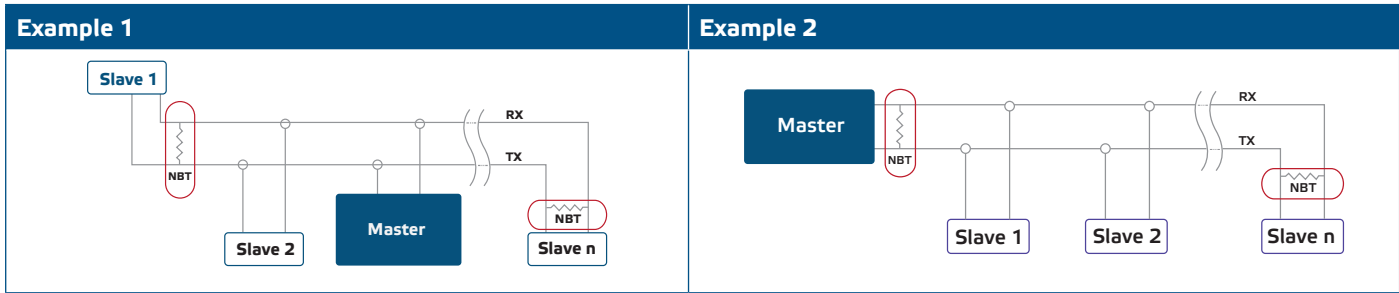 Example 1
Slave 1
RX
TX
NBT
NBT
Master
Slave 2
Slave n
Example 2
RX
Master
TX
NBT
NBT
Slave 1
Slave 2
Slave n